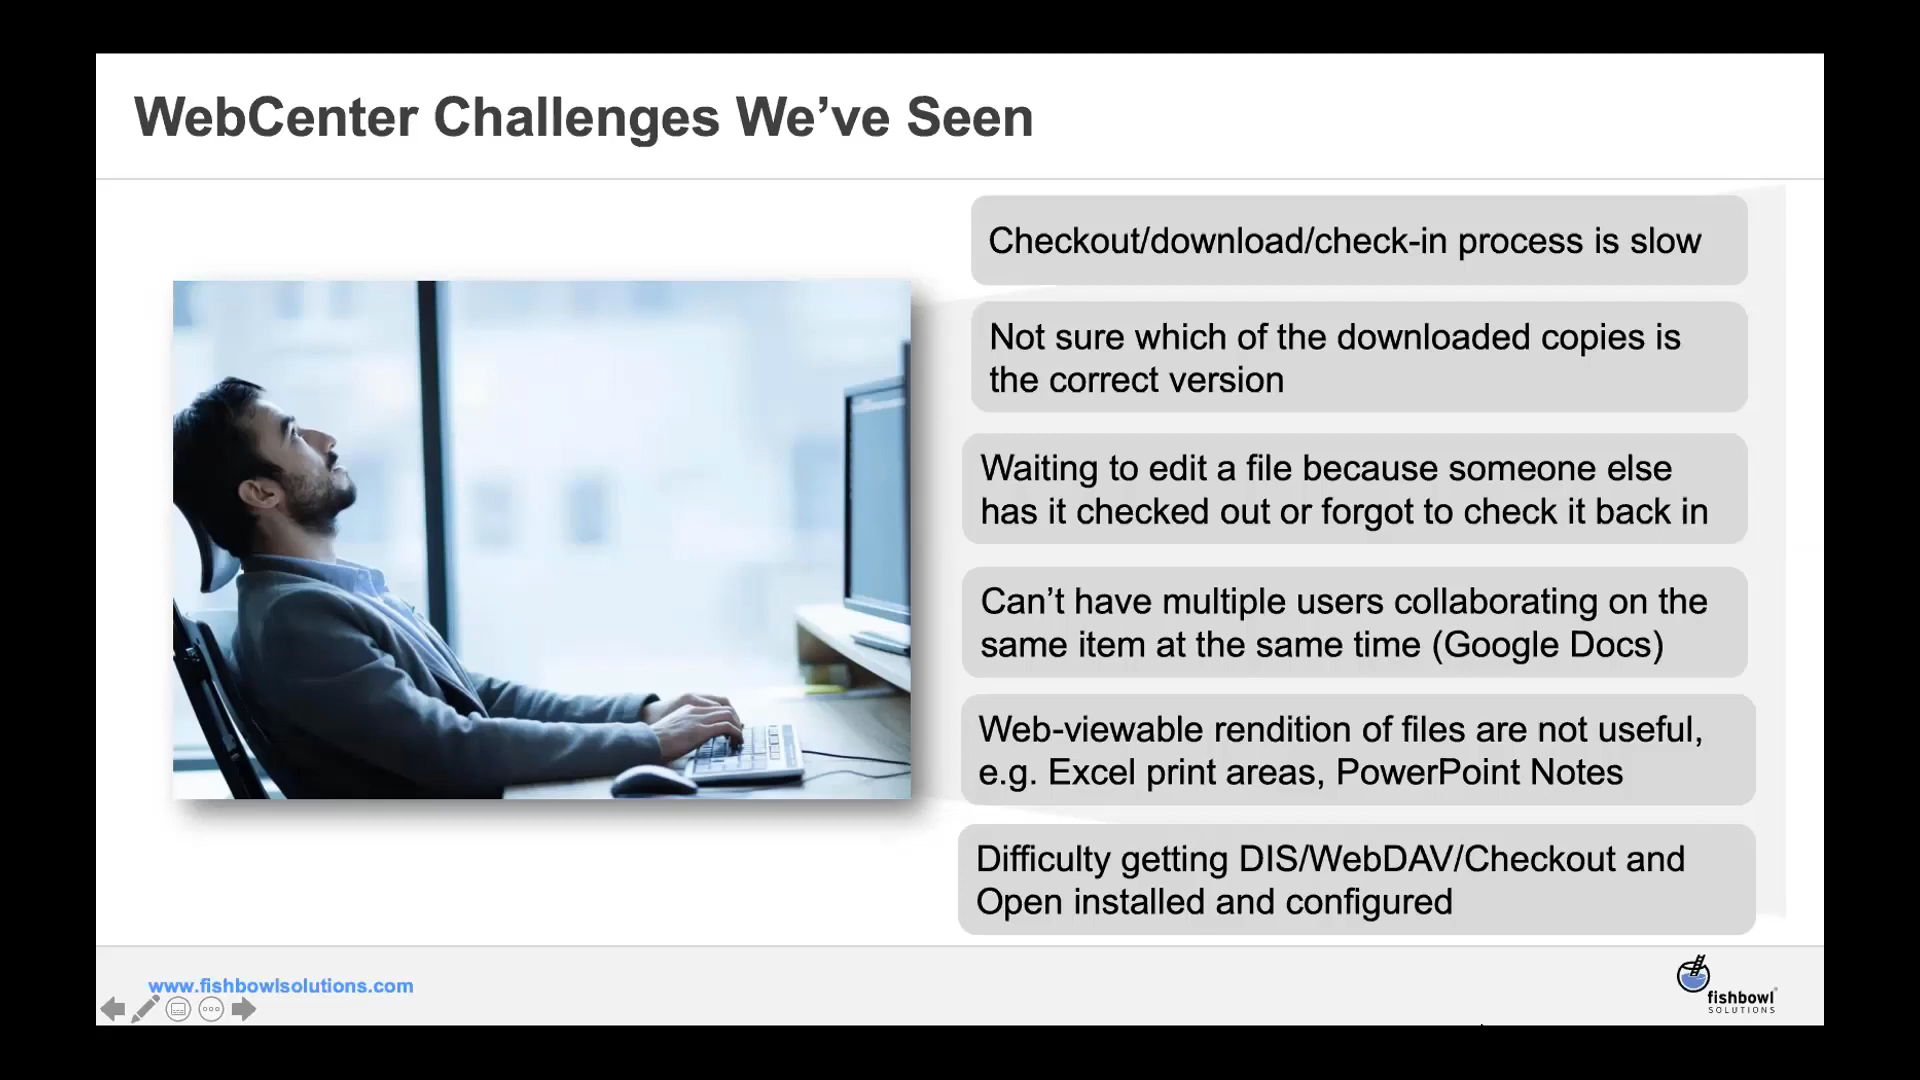 WebCenter Challenges We’ve Seen
Checkout/download/check-in process is slow
Not sure which of the downloaded copies is
the correct version
Waiting to edit a file because someone else
has it checked out or forgot to check it back in
Can’t have multiple users collaborating on the
same item at the same time (Google Docs)
Web-viewable rendition of files are not useful,
e.g. Excel print areas, PowerPoint Notes
Difficulty getting DIS/WebDAV/Checkout and
Open installed and configured
www.fishbowlsolutions.com
fishbowl
SOLUTIONS